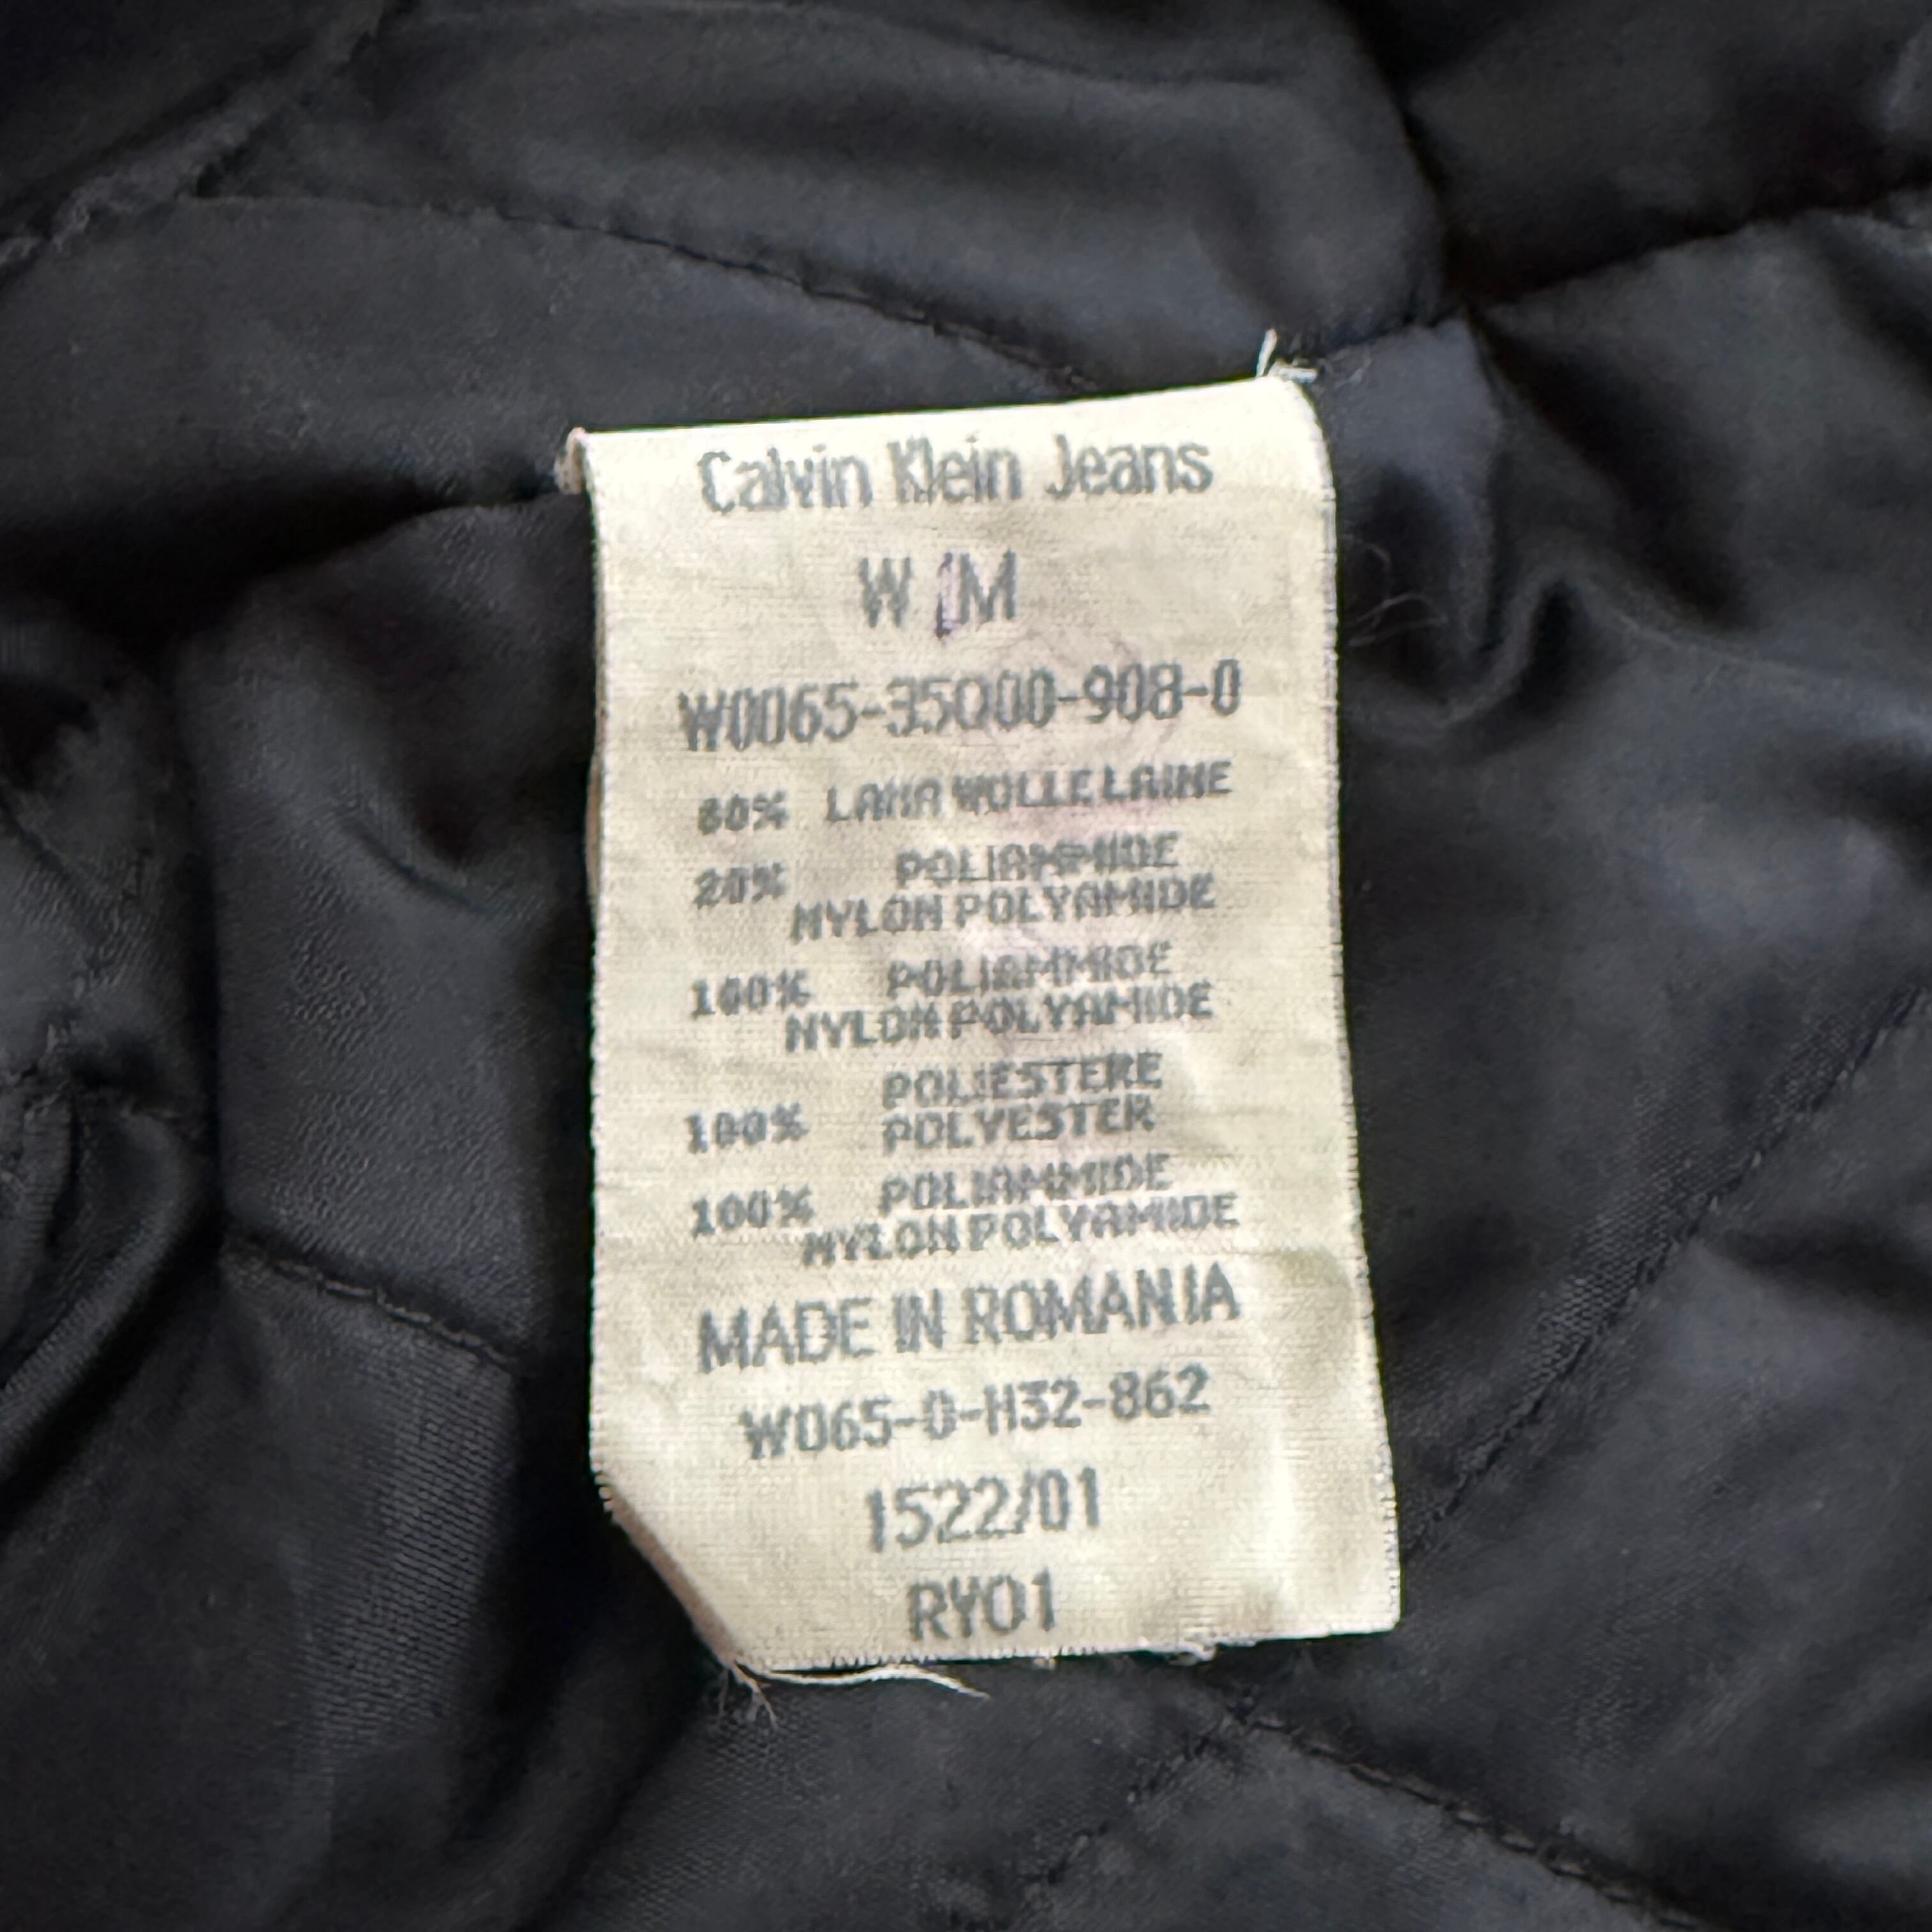 Calvin Klein Jeans
W /M
W0065-35Q00-908-0
80% LANA WOLLE LAINE
POLIAMMIDE
20%
NYLON POLYAMIDE
POLIAMMIDE
100%
NYLON POLYAMIDE
POLIESTERE
100%
POLYESTER
POLIAMMIDE
100%
NYLON POLYAMIDE
MADE IN ROMANIA
W065-0-H32-862
1522/01
RY01